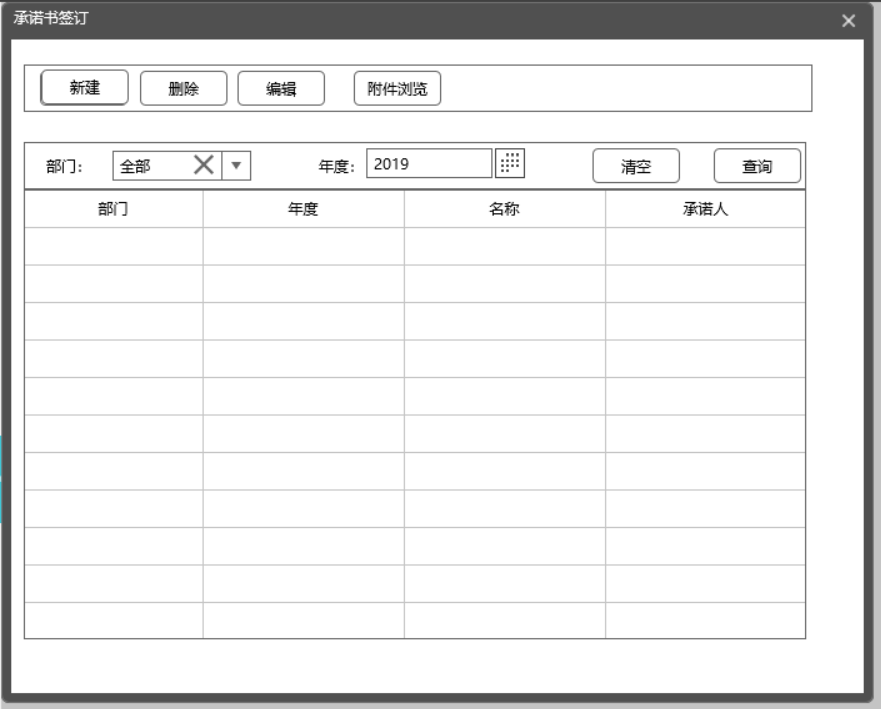 承诺书签订
新建 删除 编辑 附件浏览
部门： 全部 年度： 2019 清空 查询
部门 年度 名称 承诺人